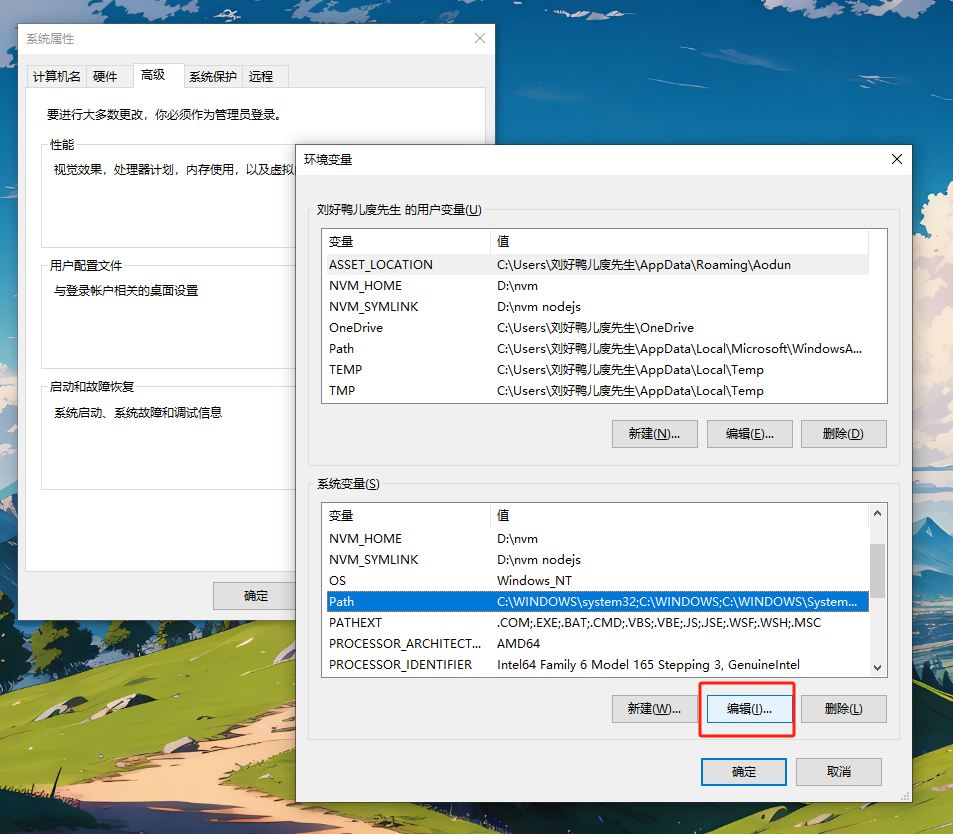 系统属性
计算机名 硬件 高级 系统保护 远程
要进行大多数更改，你必须作为管理员登录。
性能
视觉效果，处理器计划，内存使用，以及虚拟
用户配置文件
与登录帐户相关的桌面设置
启动和故障恢复
系统启动、系统故障和调试信息
确定
环境变量
刘好鸭儿廋先生 的用户变量(U)
变量 值
ASSET_LOCATION C:\Users\刘好鸭儿廋先生\AppData\Roaming\Aodun
NVM_HOME D:\nvm
NVM_SYMLINK D:\nvm nodejs
OneDrive C:\Users\刘好鸭儿廋先生\OneDrive
Path C:\Users\刘好鸭儿廋先生\AppData\Local\Microsoft\WindowsA...
TEMP C:\Users\刘好鸭儿廋先生\AppData\Local\Temp
TMP C:\Users\刘好鸭儿廋先生\AppData\Local\Temp
新建(N)... 编辑(E)... 删除(D)
系统变量(S)
变量 值
NVM_HOME D:\nvm
NVM_SYMLINK D:\nvm nodejs
OS Windows_NT
Path C:\WINDOWS\system32;C:\WINDOWS;C:\WINDOWS\System...
PATHEXT .COM;.EXE;.BAT;.CMD;.VBS;.VBE;.JS;.JSE;.WSF;.WSH;.MSC
PROCESSOR_ARCHITECT... AMD64
PROCESSOR_IDENTIFIER Intel64 Family 6 Model 165 Stepping 3, GenuineIntel
新建(W)... 编辑(I)... 删除(L)
确定 取消